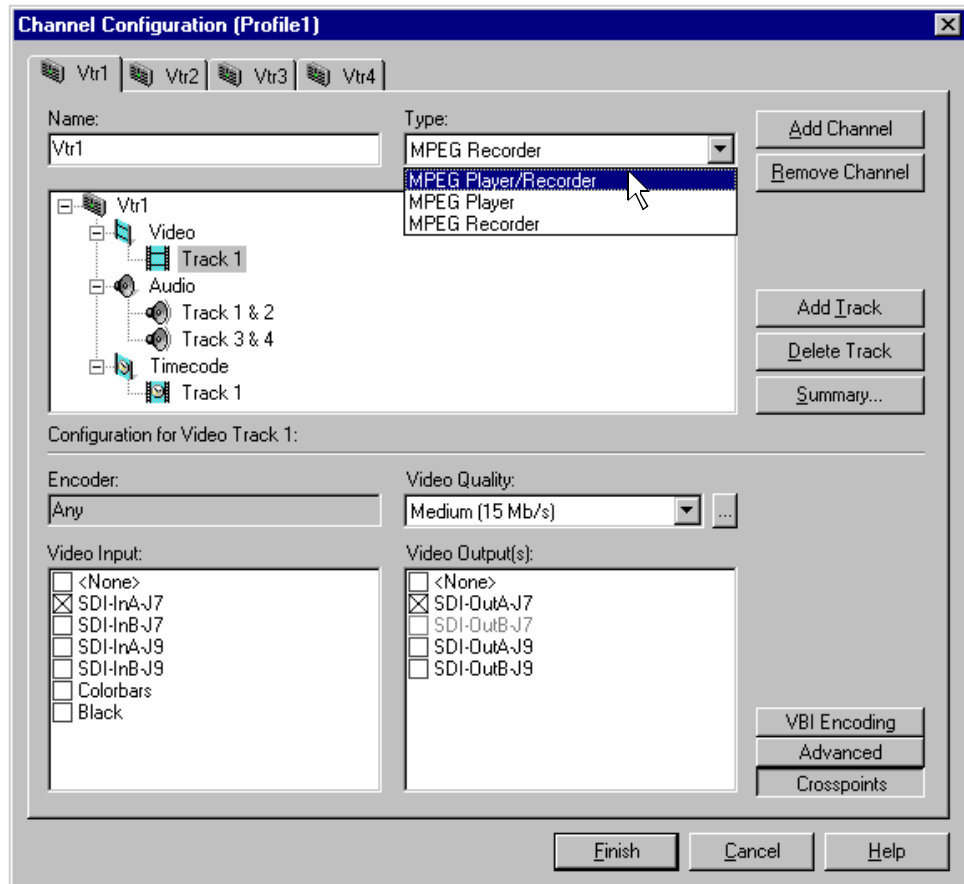 Channel Configuration (Profile1)
Vtr1
Vtr2
Vtr3
Vtr4
Name:
Vtr1
Type:
MPEG Recorder
MPEG Player/Recorder
MPEG Player
MPEG Recorder
Add Channel
Remove Channel
Vtr1
Video
Track 1
Audio
Track 1 & 2
Track 3 & 4
Timecode
Track 1
Add Track
Delete Track
Summary...
Configuration for Video Track 1:
Encoder:
Any
Video Quality:
Medium (15 Mb/s)
...
Video Input:
<None>
SDI-InA-J7
SDI-InB-J7
SDI-InA-J9
SDI-InB-J9
Colorbars
Black
Video Output(s):
<None>
SDI-OutA-J7
SDI-OutB-J7
SDI-OutA-J9
SDI-OutB-J9
VBI Encoding
Advanced
Crosspoints
Finish
Cancel
Help